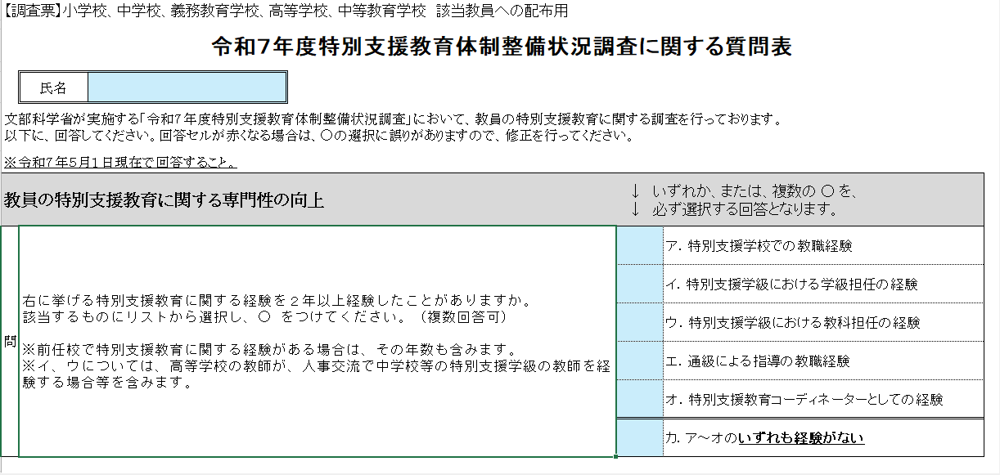 【調査票】小学校、中学校、義務教育学校、高等学校、中等教育学校　該当教員への配布用
令和７年度特別支援教育体制整備状況調査に関する質問表
氏名
文部科学省が実施する「令和７年度特別支援教育体制整備状況調査」において、教員の特別支援教育に関する調査を行っております。
以下に、回答してください。回答セルが赤くなる場合は、〇の選択に誤りがありますので、修正を行ってください。
※令和７年５月１日現在で回答すること。
教員の特別支援教育に関する専門性の向上
↓　いずれか、または、複数の 〇 を、
↓　必ず選択する回答となります。
問
右に挙げる特別支援教育に関する経験を２年以上経験したことがありますか。
該当するものにリストから選択し、〇 をつけてください。（複数回答可）
※前任校で特別支援教育に関する経験がある場合は、その年数も含みます。
※イ、ウについては、高等学校の教師が、人事交流で中学校等の特別支援学級の教師を経
験する場合等を含みます。
ア．特別支援学校での教職経験
イ．特別支援学級における学級担任の経験
ウ．特別支援学級における教科担任の経験
エ．通級による指導の教職経験
オ．特別支援教育コーディネーターとしての経験
カ．ア～オのいずれも経験がない